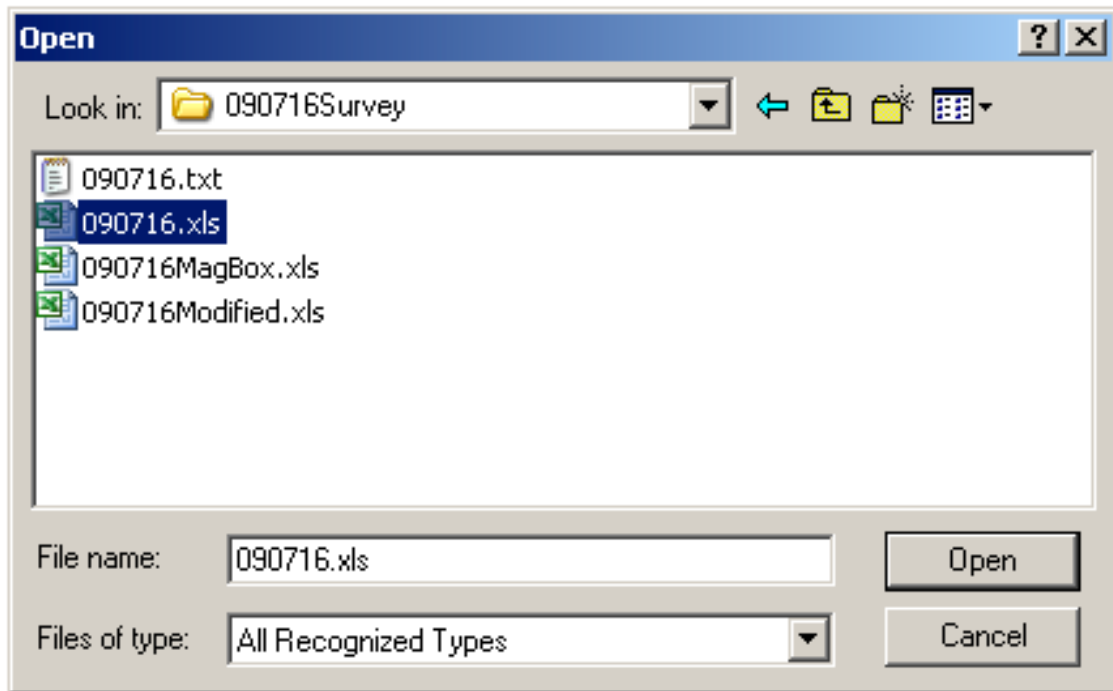 Open
Look in: 090716Survey
090716.txt
090716.xls
090716MagBox.xls
090716Modified.xls
File name: 090716.xls Open
Files of type: All Recognized Types Cancel